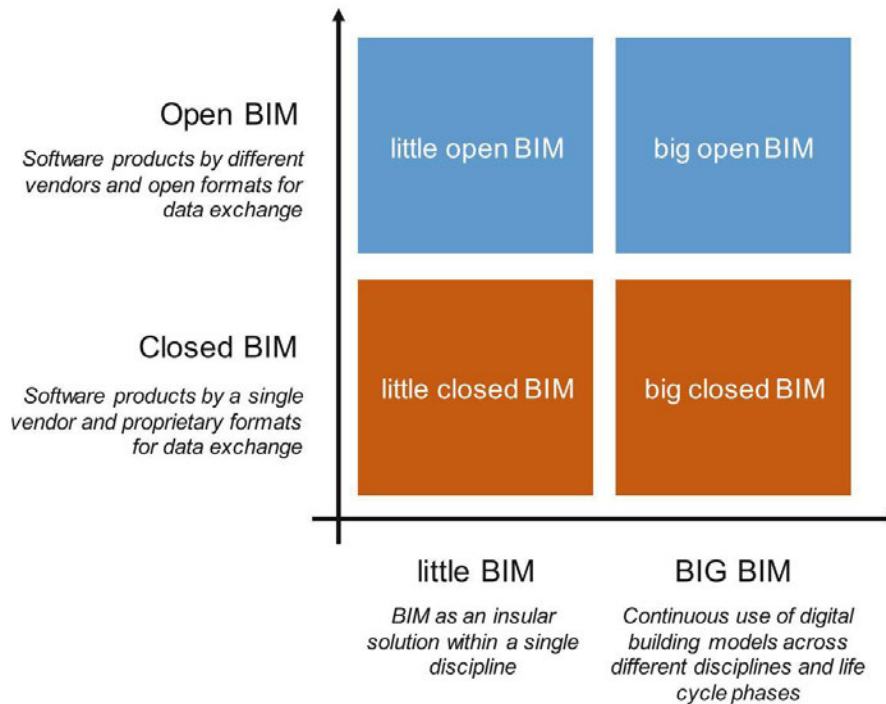 Open BIM
Software products by different
vendors and open formats for
data exchange
little open BIM
big open BIM
Closed BIM
Software products by a single
vendor and proprietary formats
for data exchange
little closed BIM
big closed BIM
little BIM
BIM as an insular
solution within a single
discipline
BIG BIM
Continuous use of digital
building models across
different disciplines and life
cycle phases